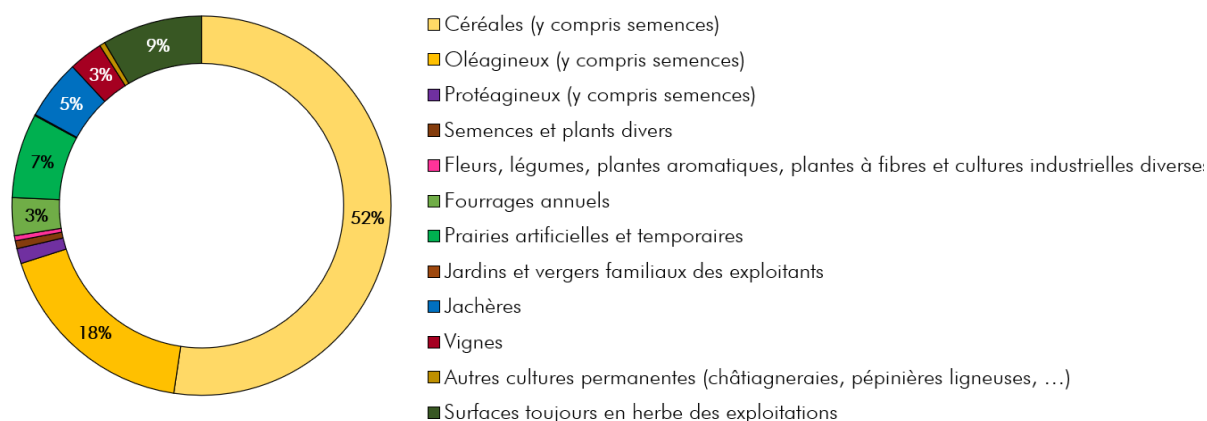 9%
3%
5%
7%
3%
18%
52%
Céréales (y compris semences)
Oléagineux (y compris semences)
Protéagineux (y compris semences)
Semences et plants divers
Fleurs, légumes, plantes aromatiques, plantes à fibres et cultures industrielles diverses
Fourrages annuels
Prairies artificielles et temporaires
Jardins et vergers familiaux des exploitants
Jachères
Vignes
Autres cultures permanentes (châtiagneraies, pépinières ligneuses, …)
Surfaces toujours en herbe des exploitations